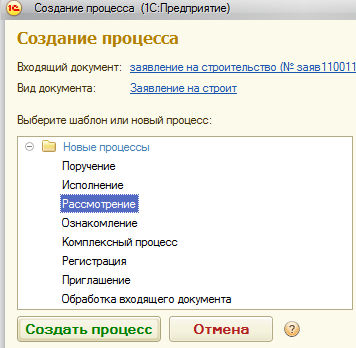 1С Создание процесса (1С:Предприятие)
Создание процесса
Входящий документ: заявление на строительство (№ заяв110011
Вид документа: Заявление на строит
Выберите шаблон или новый процесс:
Новые процессы
Поручение
Исполнение
Рассмотрение
Ознакомление
Комплексный процесс
Регистрация
Приглашение
Обработка входящего документа
Создать процесс Отмена ?